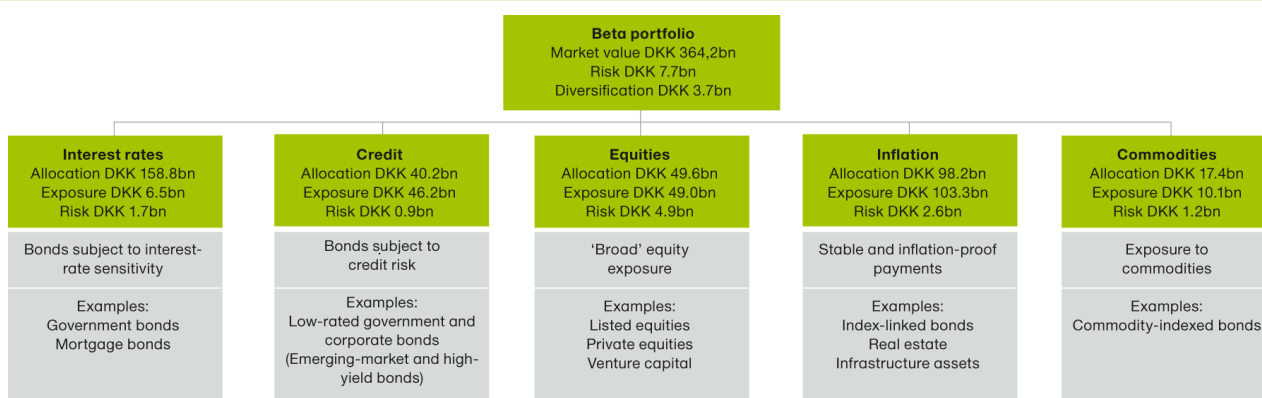 Beta portfolio
Market value DKK 364,2bn
Risk DKK 7.7bn
Diversification DKK 3.7bn
Interest rates
Allocation DKK 158.8bn
Exposure DKK 6.5bn
Risk DKK 1.7bn
Bonds subject to interest-
rate sensitivity
Examples:
Government bonds
Mortgage bonds
Credit
Allocation DKK 40.2bn
Exposure DKK 46.2bn
Risk DKK 0.9bn
Bonds subject to
credit risk
Examples:
Low-rated government and
corporate bonds
(Emerging-market and high-
yield bonds)
Equities
Allocation DKK 49.6bn
Exposure DKK 49.0bn
Risk DKK 4.9bn
‘Broad’ equity
exposure
Examples:
Listed equities
Private equities
Venture capital
Inflation
Allocation DKK 98.2bn
Exposure DKK 103.3bn
Risk DKK 2.6bn
Stable and inflation-proof
payments
Examples:
Index-linked bonds
Real estate
Infrastructure assets
Commodities
Allocation DKK 17.4bn
Exposure DKK 10.1bn
Risk DKK 1.2bn
Exposure to
commodities
Examples:
Commodity-indexed bonds